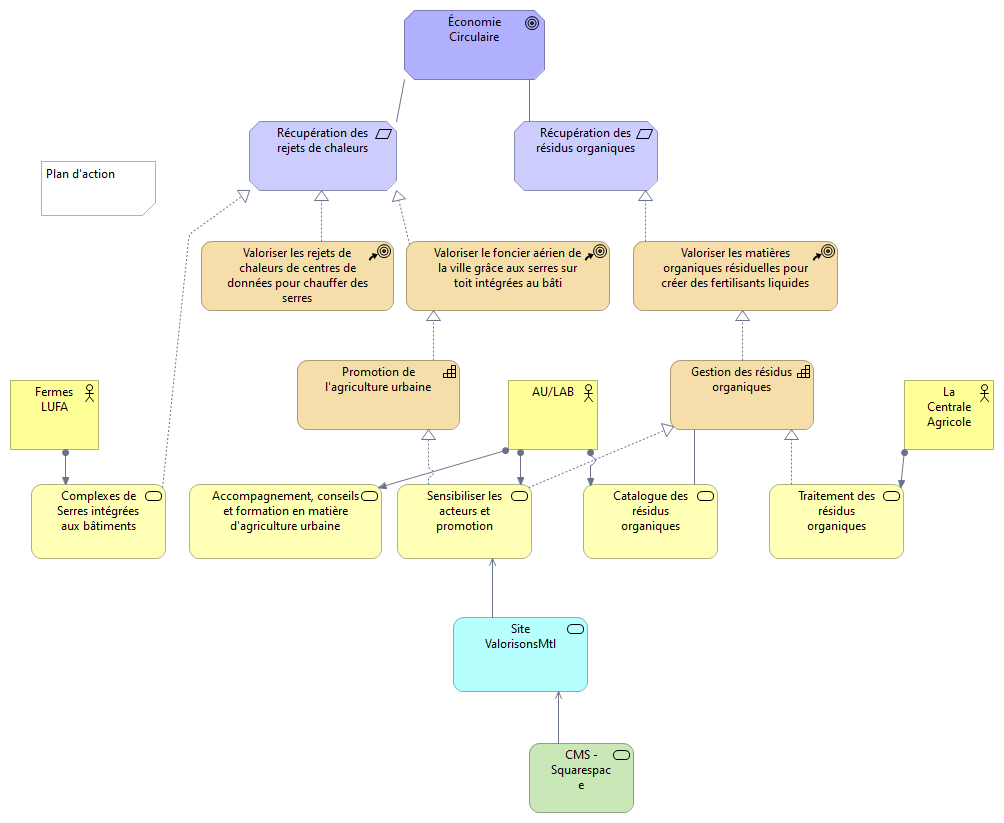 Économie
Circulaire
Récupération des
rejets de chaleurs
Récupération des
résidus organiques
Plan d'action
Valoriser les rejets de
chaleurs de centres de
données pour chauffer des
serres
Valoriser le foncier aérien de
la ville grâce aux serres sur
toit intégrées au bâti
Valoriser les matières
organiques résiduelles pour
créer des fertilisants liquides
Promotion de
l'agriculture urbaine
Gestion des résidus
organiques
Fermes
LUFA
AU/LAB
La
Centrale
Agricole
Complexes de
Serres intégrées
aux bâtiments
Accompagnement, conseils
et formation en matière
d'agriculture urbaine
Sensibiliser les
acteurs et
promotion
Catalogue des
résidus
organiques
Traitement des
résidus
organiques
Site
ValorisonsMtl
CMS -
Squarespac
e